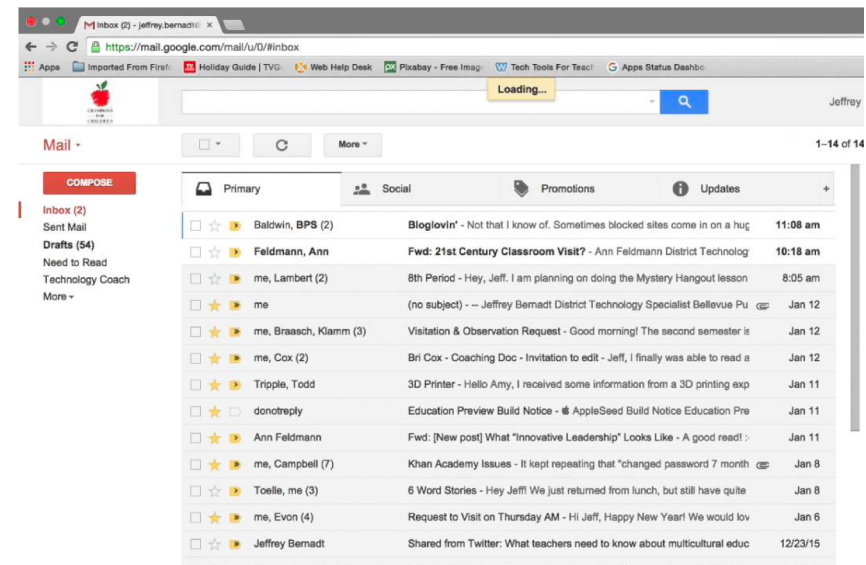 Inbox (2) - jeffrey.bernadt@ ×
https://mail.google.com/mail/u/0/#inbox
Apps Imported From Firefo Holiday Guide | TVG Web Help Desk Pixabay - Free Imag Tech Tools For Teach Apps Status Dashbo
Loading...
CHAMPIONS
FOR
CHILDREN
Jeffrey
Mail More 1–14 of 14
COMPOSE Primary Social Promotions Updates +
Inbox (2)
Sent Mail
Drafts (54)
Need to Read
Technology Coach
More
Baldwin, BPS (2) Bloglovin' - Not that I know of. Sometimes blocked sites come in on a hug 11:08 am
Feldmann, Ann Fwd: 21st Century Classroom Visit? - Ann Feldmann District Technolog 10:18 am
me, Lambert (2) 8th Period - Hey, Jeff. I am planning on doing the Mystery Hangout lesson 8:05 am
me (no subject) - -- Jeffrey Bernadt District Technology Specialist Bellevue Pu Jan 12
me, Braasch, Klamm (3) Visitation & Observation Request - Good morning! The second semester is Jan 12
me, Cox (2) Bri Cox - Coaching Doc - Invitation to edit - Jeff, I finally was able to read a Jan 12
Tripple, Todd 3D Printer - Hello Amy, I received some information from a 3D printing exp Jan 11
donotreply Education Preview Build Notice - AppleSeed Build Notice Education Pre Jan 11
Ann Feldmann Fwd: [New post] What "Innovative Leadership" Looks Like - A good read! :- Jan 11
me, Campbell (7) Khan Academy Issues - It kept repeating that "changed password 7 month Jan 8
Toelle, me (3) 6 Word Stories - Hey Jeff! We just returned from lunch, but still have quite Jan 8
me, Evon (4) Request to Visit on Thursday AM - Hi Jeff, Happy New Year! We would lov Jan 6
Jeffrey Bernadt Shared from Twitter: What teachers need to know about multicultural educ 12/23/15